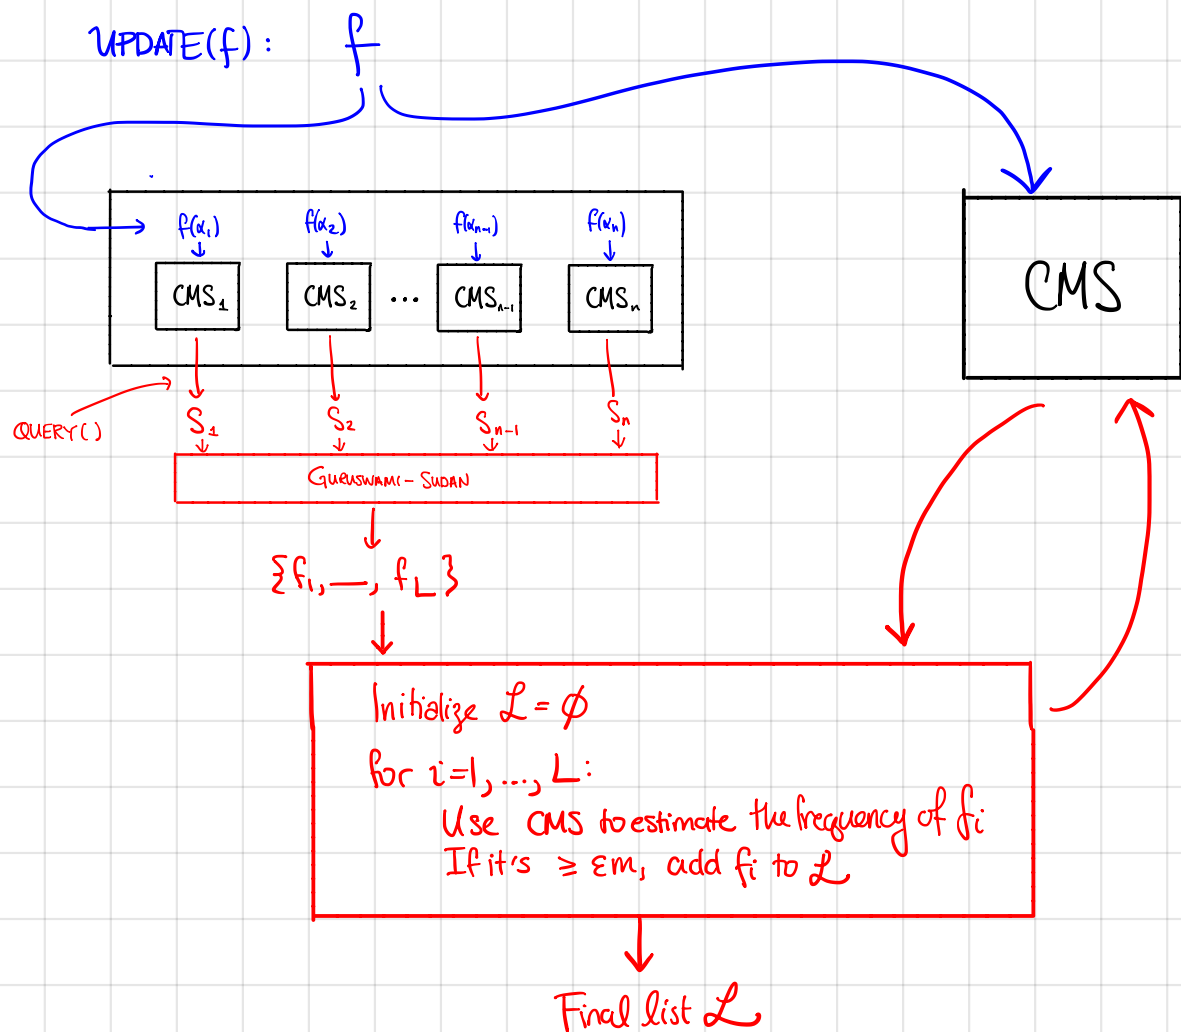 UPDATE(f): f
f(α₁) f(α₂) f(αₙ₋₁) f(αₙ)
CMS₁ CMS₂ ... CMSₙ₋₁ CMSₙ
CMS
QUERY()
S₁ S₂ Sₙ₋₁ Sₙ
GURUSWAMI-SUDAN
{f₁, —, f_L}
Initialize ℒ = ∅
for i=1, ..., L:
Use CMS to estimate the frequency of fᵢ
If it's ≥ εm, add fᵢ to ℒ
Final list ℒ